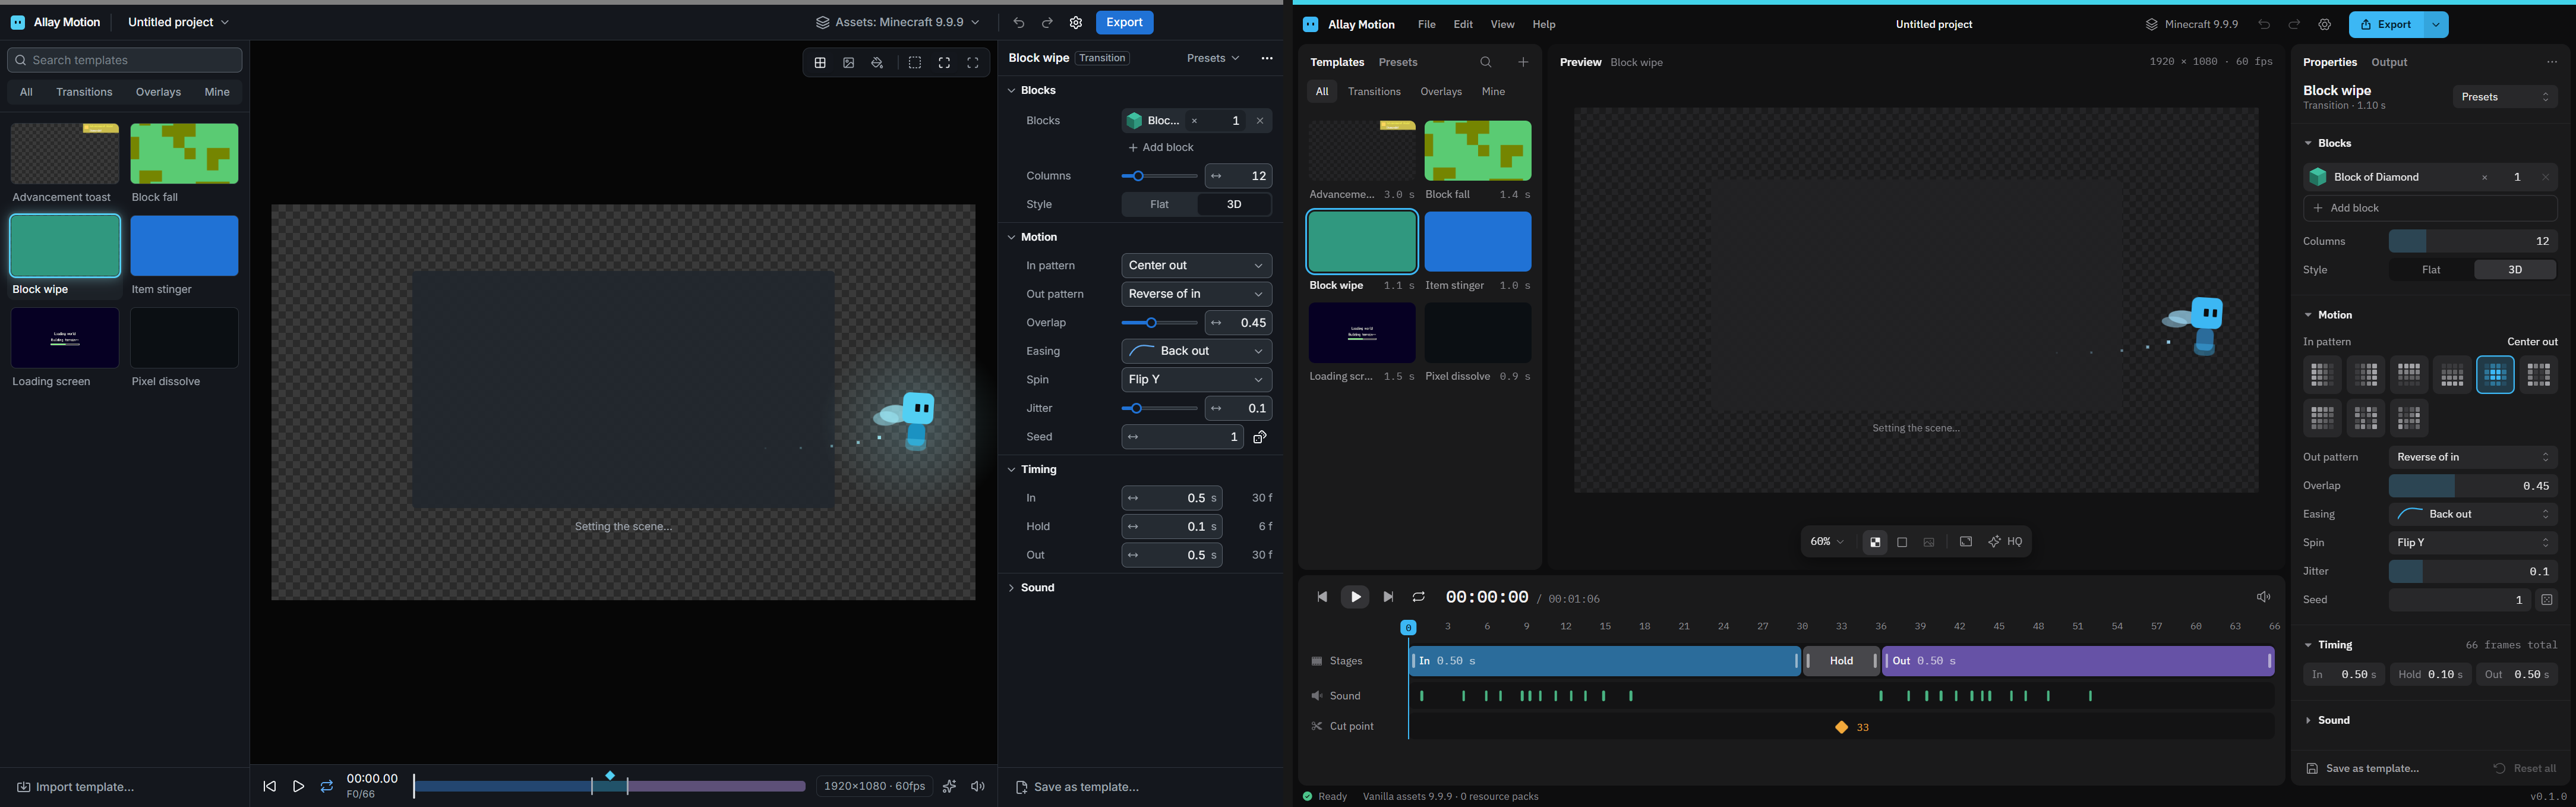 Allay Motion
Untitled project
Assets: Minecraft 9.9.9
Export
Search templates
All Transitions Overlays Mine
Advancement toast
Block fall
Block wipe
Item stinger
Loading world
Loading screen
Pixel dissolve
Import template...
Setting the scene...
00:00.00
F0/66
1920×1080 · 60fps
Block wipe Transition Presets
Blocks
Blocks Bloc... × 1
Add block
Columns 12
Style Flat 3D
Motion
In pattern Center out
Out pattern Reverse of in
Overlap 0.45
Easing Back out
Spin Flip Y
Jitter 0.1
Seed 1
Timing
In 0.5 s 30 f
Hold 0.1 s 6 f
Out 0.5 s 30 f
Sound
Save as template...
Allay Motion File Edit View Help
Untitled project
Minecraft 9.9.9
Export
Templates Presets
All Transitions Overlays Mine
Advanceme... 3.0 s
Block fall 1.4 s
Block wipe 1.1 s
Item stinger 1.0 s
Loading world
Loading scr... 1.5 s
Pixel dissolve 0.9 s
Preview Block wipe
1920 × 1080 · 60 fps
Setting the scene...
60% HQ
00:00:00 / 00:01:06
0 3 6 9 12 15 18 21 24 27 30 33 36 39 42 45 48 51 54 57 60 63 66
Stages In 0.50 s Hold Out 0.50 s
Sound
Cut point 33
Properties Output
Block wipe
Transition · 1.10 s
Presets
Blocks
Block of Diamond × 1
Add block
Columns 12
Style Flat 3D
Motion
In pattern Center out
Out pattern Reverse of in
Overlap 0.45
Easing Back out
Spin Flip Y
Jitter 0.1
Seed 1
Timing 66 frames total
In 0.50 s Hold 0.10 s Out 0.50 s
Sound
Save as template... Reset all
Ready Vanilla assets 9.9.9 · 0 resource packs
v0.1.0